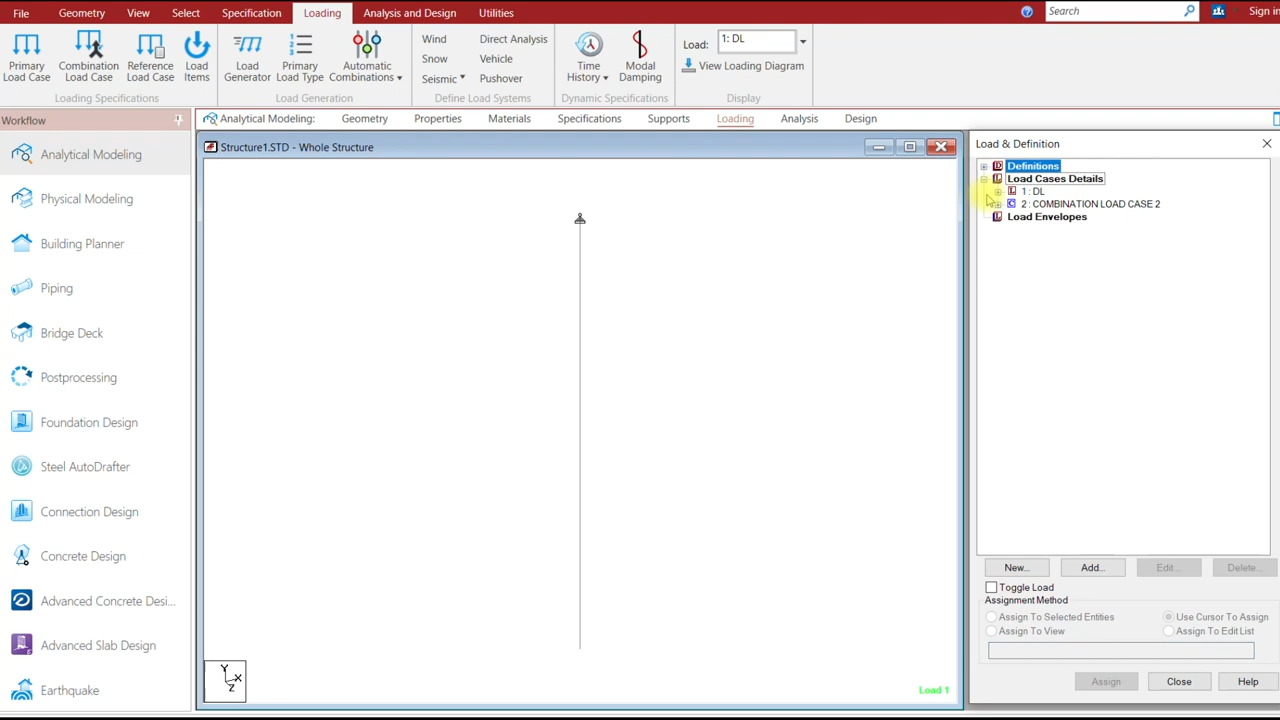 File Geometry View Select Specification Loading Analysis and Design Utilities Search Sign in
Primary Load Case
Combination Load Case
Reference Load Case
Load Items
Loading Specifications
Load Generator
Primary Load Type
Automatic Combinations
Load Generation
Wind
Snow
Seismic
Direct Analysis
Vehicle
Pushover
Define Load Systems
Time History
Modal Damping
Dynamic Specifications
Load: 1: DL
View Loading Diagram
Display
Workflow
Analytical Modeling: Geometry Properties Materials Specifications Supports Loading Analysis Design
Analytical Modeling
Physical Modeling
Building Planner
Piping
Bridge Deck
Postprocessing
Foundation Design
Steel AutoDrafter
Connection Design
Concrete Design
Advanced Concrete Desi...
Advanced Slab Design
Earthquake
Structure1.STD - Whole Structure
Y
X
Z
Load 1
Load & Definition
D Definitions
L Load Cases Details
L 1 : DL
C 2 : COMBINATION LOAD CASE 2
Load Envelopes
New... Add... Edit... Delete...
Toggle Load
Assignment Method
Assign To Selected Entities Use Cursor To Assign
Assign To View Assign To Edit List
Assign Close Help